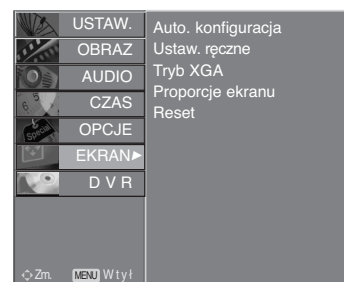 USTAW.
OBRAZ
AUDIO
CZAS
OPCJE
EKRAN
D V R
Auto. konfiguracja
Ustaw. ręczne
Tryb XGA
Proporcje ekranu
Reset
Zm. MENU Wtył